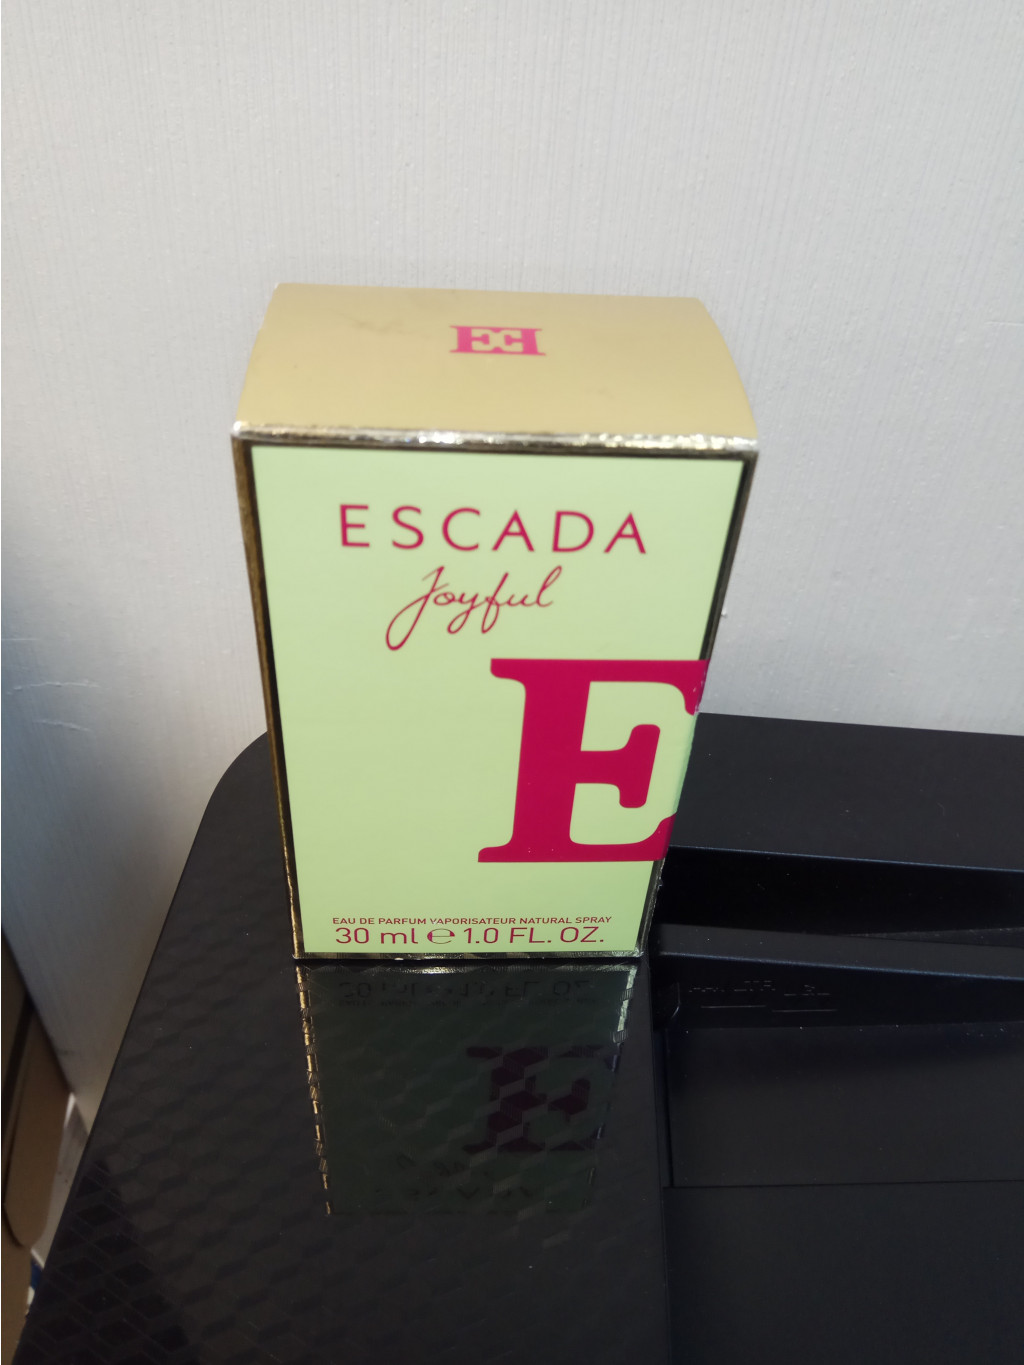 ESCADA
Joyful
E
EAU DE PARFUM VAPORISATEUR NATURAL SPRAY
30 ml ℮ 1.0 FL. OZ.